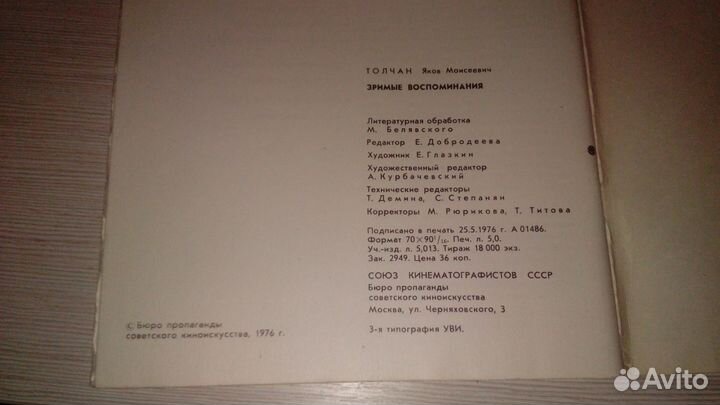 ТОЛЧАН Яков Моисеевич
ЗРИМЫЕ ВОСПОМИНАНИЯ
Литературная обработка
М. Белявского
Редактор Е. Добродеева
Художник Е. Глазкин
Художественный редактор
А. Курбачевский
Технические редакторы
Т. Демина, С. Степанян
Корректоры М. Рюрикова, Т. Титова
Подписано в печать 25.5.1976 г. А 01486.
Формат 70×90¹/₁₆. Печ. л. 5,0.
Уч.-изд. л. 5,013. Тираж 18 000 экз.
Зак. 2949. Цена 36 коп.
СОЮЗ КИНЕМАТОГРАФИСТОВ СССР
Бюро пропаганды
советского киноискусства
Москва, ул. Черняховского, 3
3-я типография УВИ.
© Бюро пропаганды
советского киноискусства, 1976 г.
Avito